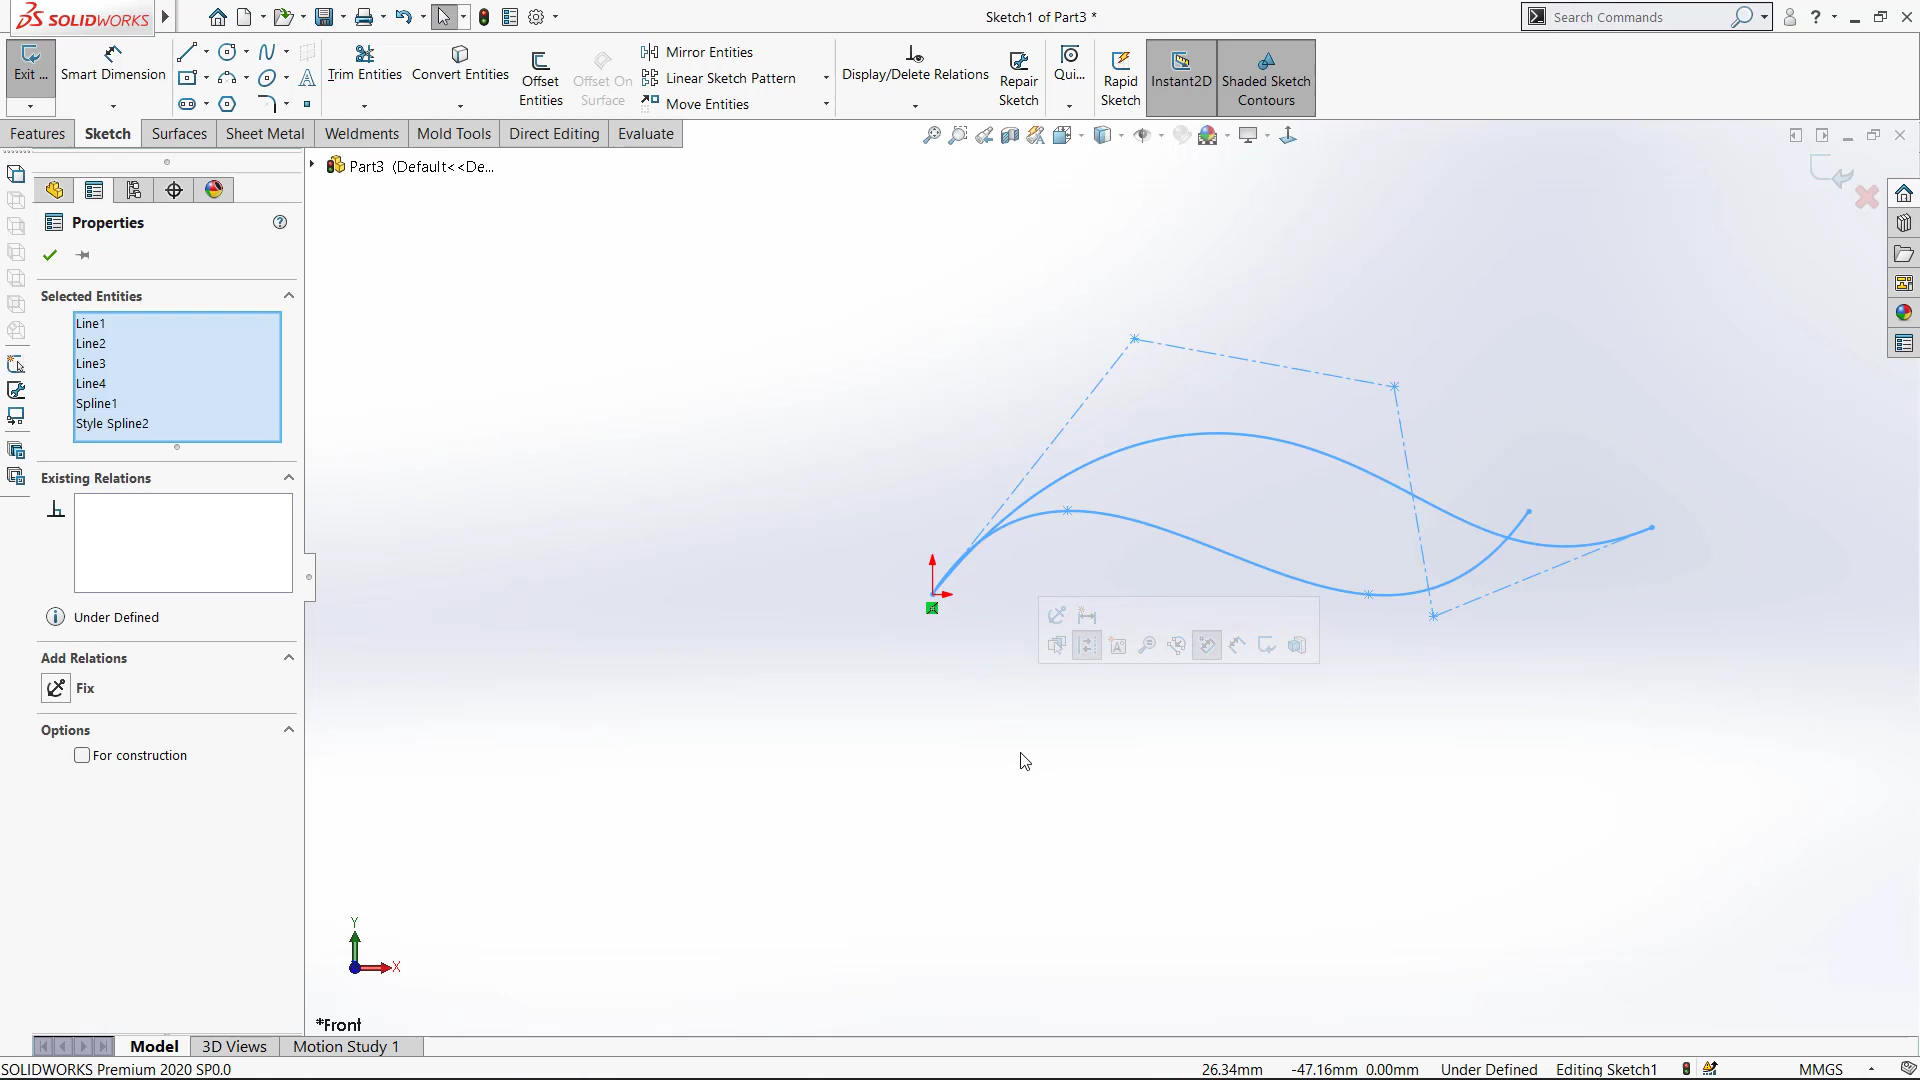 SOLIDWORKS
Sketch1 of Part3 *
Search Commands
?
Exit ...
Smart Dimension
Trim Entities
Convert Entities
Offset
Entities
Offset On
Surface
Mirror Entities
Linear Sketch Pattern
Move Entities
Display/Delete Relations
Repair
Sketch
Qui...
Rapid
Sketch
Instant2D
Shaded Sketch
Contours
Features
Sketch
Surfaces
Sheet Metal
Weldments
Mold Tools
Direct Editing
Evaluate
Part3 (Default<<De...
Properties
?
Selected Entities
Line1
Line2
Line3
Line4
Spline1
Style Spline2
Existing Relations
Under Defined
Add Relations
Fix
Options
For construction
Y
X
*Front
Model
3D Views
Motion Study 1
SOLIDWORKS Premium 2020 SP0.0
26.34mm
-47.16mm
0.00mm
Under Defined
Editing Sketch1
MMGS